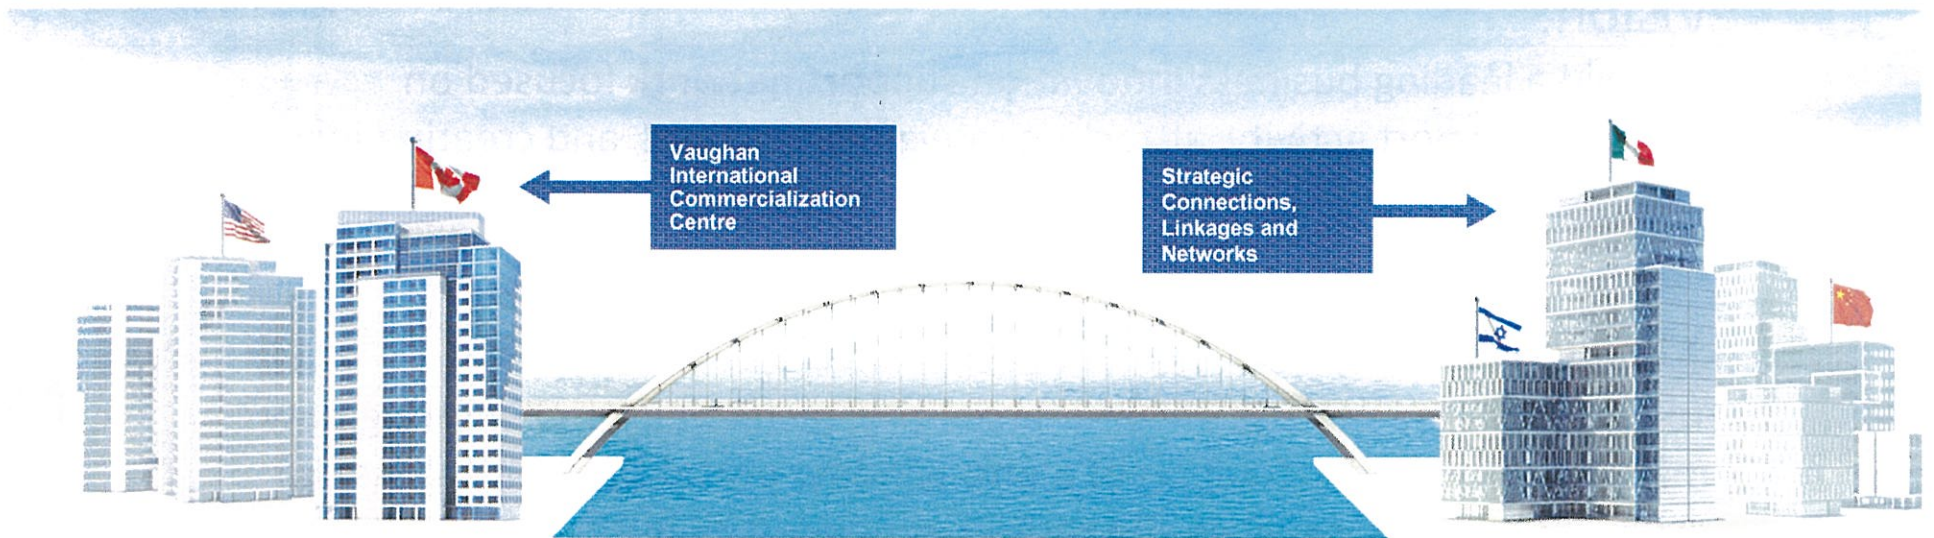 Vaughan
International
Commercialization
Centre
Strategic
Connections,
Linkages and
Networks